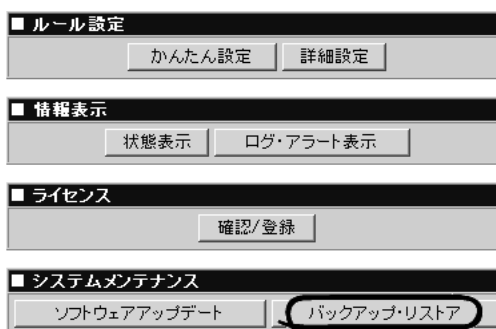 ■ ルール設定
かんたん設定 詳細設定
■ 情報表示
状態表示 ログ・アラート表示
■ ライセンス
確認/登録
■ システムメンテナンス
ソフトウェアアップデート バックアップ・リストア